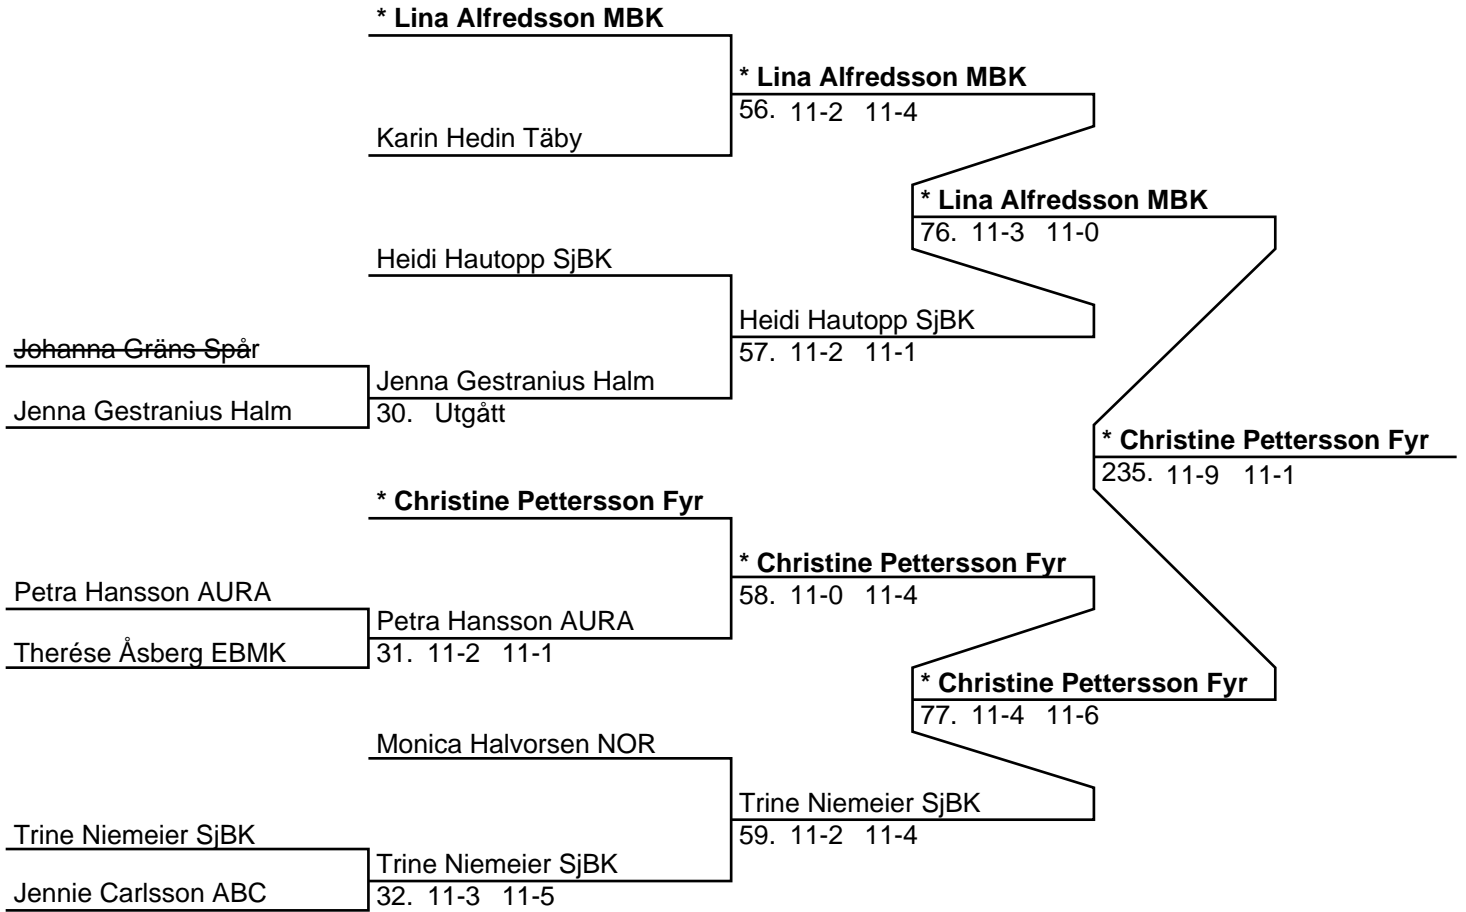 * Lina Alfredsson MBK
* Lina Alfredsson MBK
56. 11-2 11-4
Karin Hedin Täby
* Lina Alfredsson MBK
76. 11-3 11-0
Heidi Hautopp SjBK
Heidi Hautopp SjBK
57. 11-2 11-1
Johanna Gräns Spår
Jenna Gestranius Halm
Jenna Gestranius Halm
30. Utgått
* Christine Pettersson Fyr
235. 11-9 11-1
* Christine Pettersson Fyr
* Christine Pettersson Fyr
58. 11-0 11-4
Petra Hansson AURA
Petra Hansson AURA
31. 11-2 11-1
Therése Åsberg EBMK
* Christine Pettersson Fyr
77. 11-4 11-6
Monica Halvorsen NOR
Trine Niemeier SjBK
59. 11-2 11-4
Trine Niemeier SjBK
Trine Niemeier SjBK
32. 11-3 11-5
Jennie Carlsson ABC